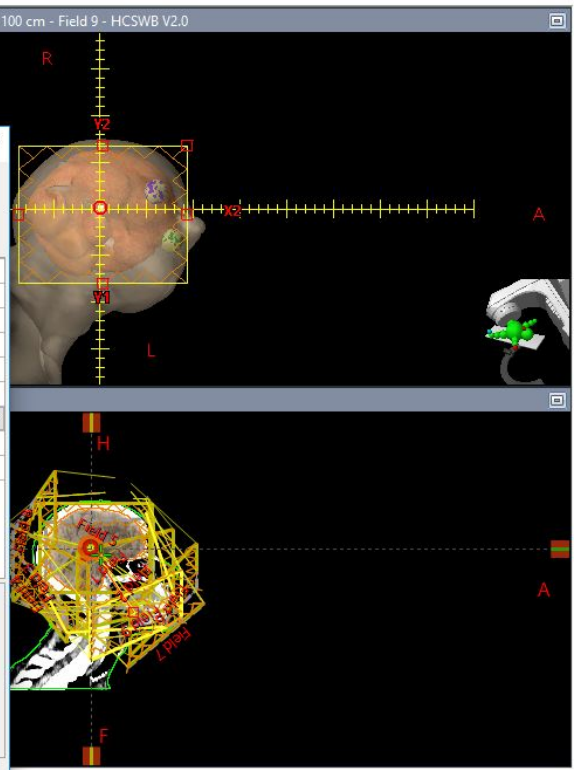 100 cm - Field 9 - HCSWB V2.0
R
Y2
X2
A
Y1
L
H
Field 5
A
Field 7
F